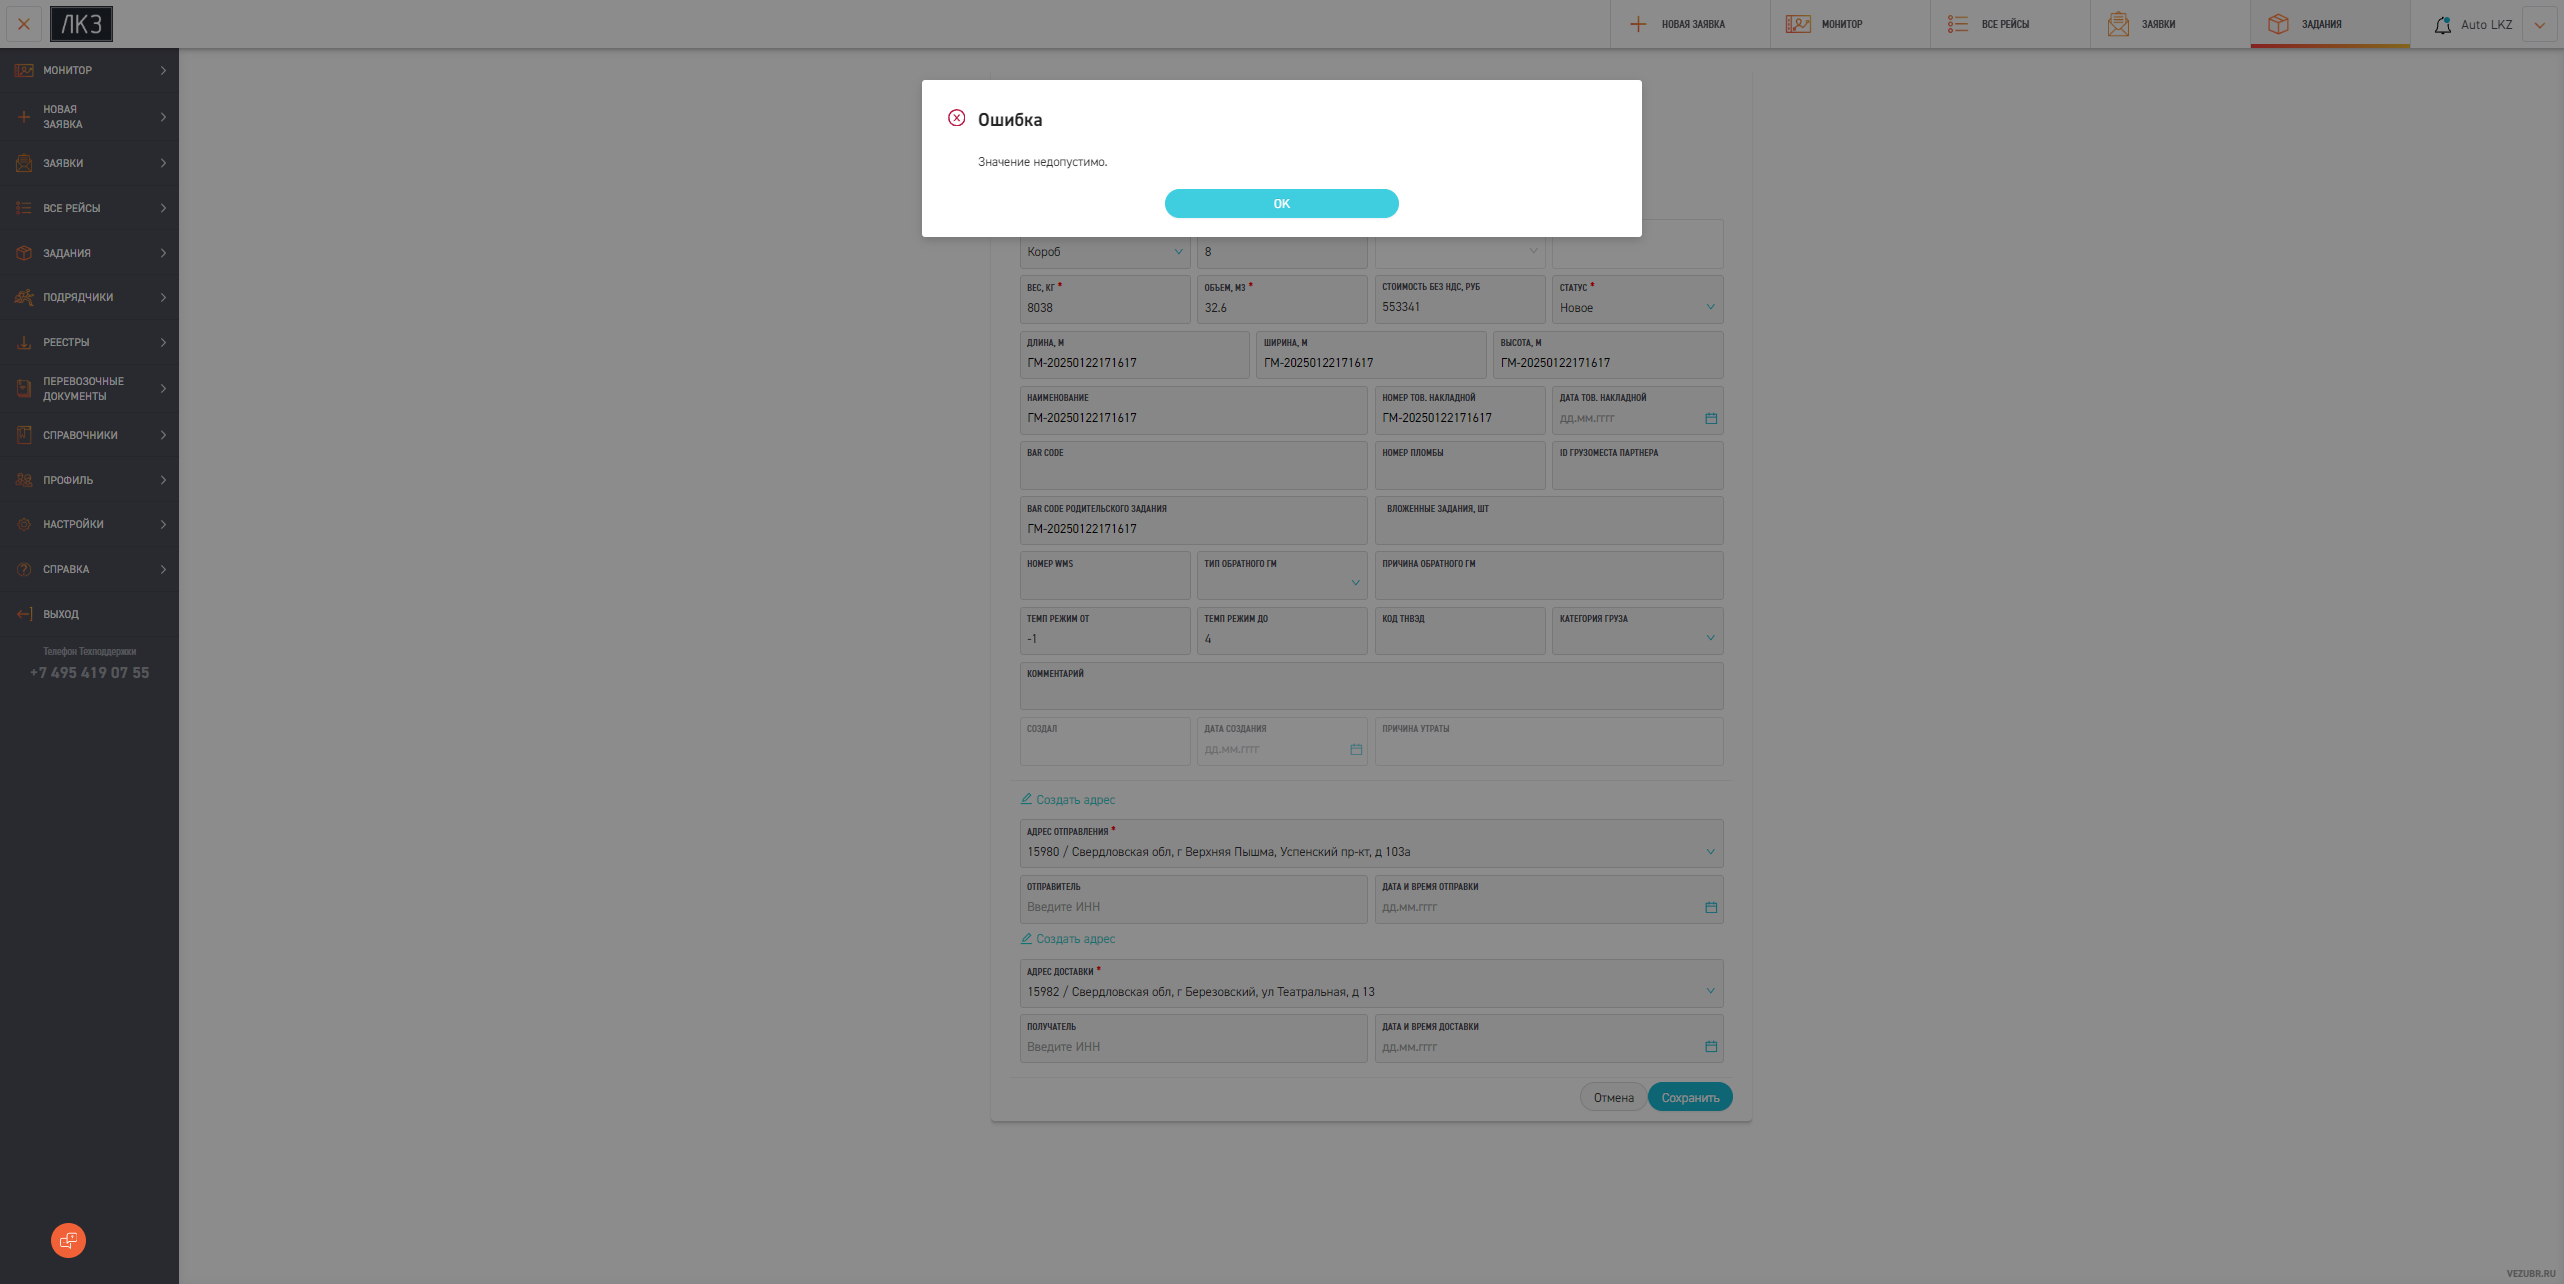 ЛКЗ
НОВАЯ ЗАЯВКА
МОНИТОР
ВСЕ РЕЙСЫ
ЗАЯВКИ
ЗАДАНИЯ
Auto LKZ
МОНИТОР
НОВАЯ
ЗАЯВКА
ЗАЯВКИ
ВСЕ РЕЙСЫ
ЗАДАНИЯ
ПОДРЯДЧИКИ
РЕЕСТРЫ
ПЕРЕВОЗОЧНЫЕ
ДОКУМЕНТЫ
СПРАВОЧНИКИ
ПРОФИЛЬ
НАСТРОЙКИ
СПРАВКА
ВЫХОД
Телефон Техподдержки
+7 495 419 07 55
Ошибка
Значение недопустимо.
OK
Короб 8
ВЕС, КГ * ОБЪЕМ, М3 * СТОИМОСТЬ БЕЗ НДС, РУБ СТАТУС *
8038 32.6 553341 Новое
ДЛИНА, М ШИРИНА, М ВЫСОТА, М
ГМ-20250122171617 ГМ-20250122171617 ГМ-20250122171617
НАИМЕНОВАНИЕ НОМЕР ТОВ. НАКЛАДНОЙ ДАТА ТОВ. НАКЛАДНОЙ
ГМ-20250122171617 ГМ-20250122171617 дд.мм.гггг
BAR CODE НОМЕР ПЛОМБЫ ID ГРУЗОМЕСТА ПАРТНЕРА
BAR CODE РОДИТЕЛЬСКОГО ЗАДАНИЯ ВЛОЖЕННЫЕ ЗАДАНИЯ, ШТ
ГМ-20250122171617
НОМЕР WMS ТИП ОБРАТНОГО ГМ ПРИЧИНА ОБРАТНОГО ГМ
ТЕМП РЕЖИМ ОТ ТЕМП РЕЖИМ ДО КОД ТНВЭД КАТЕГОРИЯ ГРУЗА
-1 4
КОММЕНТАРИЙ
СОЗДАЛ ДАТА СОЗДАНИЯ ПРИЧИНА УТРАТЫ
дд.мм.гггг
Создать адрес
АДРЕС ОТПРАВЛЕНИЯ *
15980 / Свердловская обл, г Верхняя Пышма, Успенский пр-кт, д 103а
ОТПРАВИТЕЛЬ ДАТА И ВРЕМЯ ОТПРАВКИ
Введите ИНН дд.мм.гггг
Создать адрес
АДРЕС ДОСТАВКИ *
15982 / Свердловская обл, г Березовский, ул Театральная, д 13
ПОЛУЧАТЕЛЬ ДАТА И ВРЕМЯ ДОСТАВКИ
Введите ИНН дд.мм.гггг
Отмена Сохранить
VEZUBR.RU